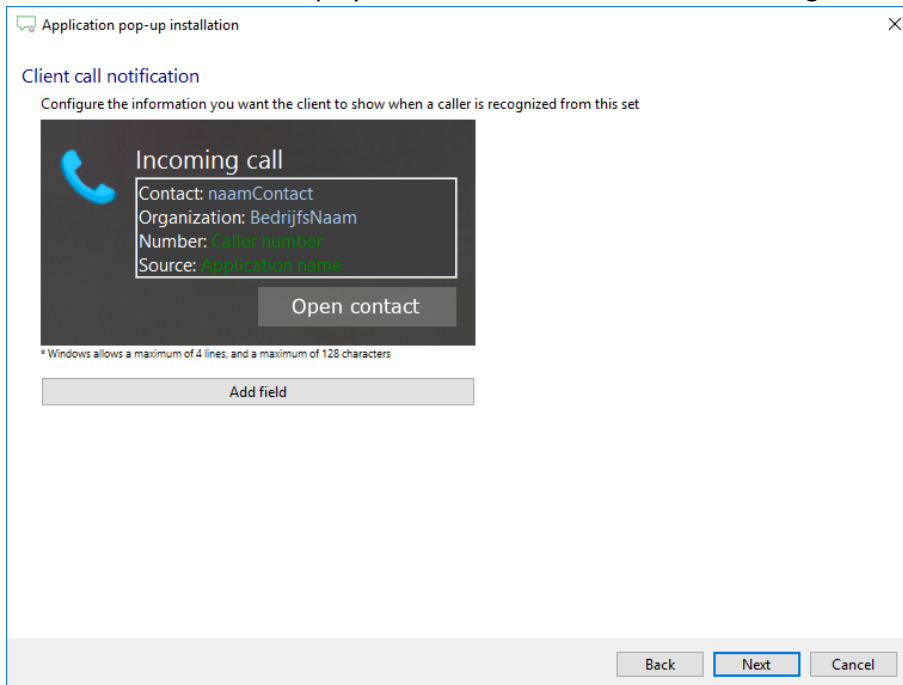 Application pop-up installation
Client call notification
Configure the information you want the client to show when a caller is recognized from this set
Incoming call
Contact: naamContact
Organization: BedrijfsNaam
Number: Caller number
Source: Application name
Open contact
* Windows allows a maximum of 4 lines, and a maximum of 128 characters
Add field
Back Next Cancel